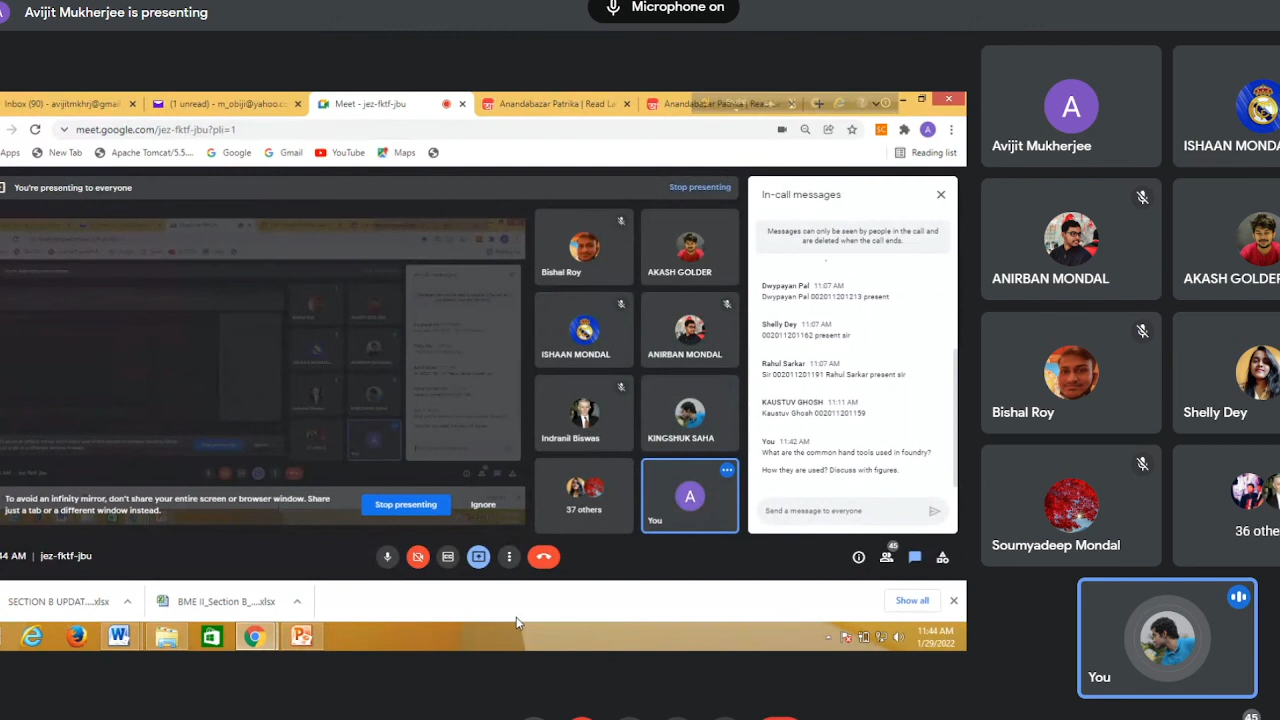 Avijit Mukherjee is presenting
Microphone on
Inbox (90) - avijitmkhrj@gmail
(1 unread) - m_obiji@yahoo.c
Meet - jez-fktf-jbu
Anandabazar Patrika | Read La
Anandabazar Patrika | Read L
meet.google.com/jez-fktf-jbu?pli=1
Apps
New Tab
Apache Tomcat/5.5....
Google
Gmail
YouTube
Maps
Reading list
You're presenting to everyone
Stop presenting
Bishal Roy
AKASH GOLDER
ISHAAN MONDAL
ANIRBAN MONDAL
Indranil Biswas
KINGSHUK SAHA
37 others
A
You
To avoid an infinity mirror, don't share your entire screen or browser window. Share
just a tab or a different window instead.
Stop presenting
Ignore
In-call messages
Messages can only be seen by people in the call and
are deleted when the call ends.
Dwypayan Pal 11:07 AM
Dwypayan Pal 002011201213 present
Shelly Dey 11:07 AM
002011201162 present sir
Rahul Sarkar 11:07 AM
Sir 002011201191 Rahul Sarkar present sir
KAUSTUV GHOSH 11:11 AM
Kaustuv Ghosh 002011201159
You 11:42 AM
What are the common hand tools used in foundry?
How they are used? Discuss with figures.
Send a message to everyone
44 AM | jez-fktf-jbu
45
SECTION B UPDAT....xlsx
BME II_Section B_....xlsx
Show all
11:44 AM
1/29/2022
A
Avijit Mukherjee
ISHAAN MONDA
ANIRBAN MONDAL
AKASH GOLDER
Bishal Roy
Shelly Dey
Soumyadeep Mondal
36 othe
You
45